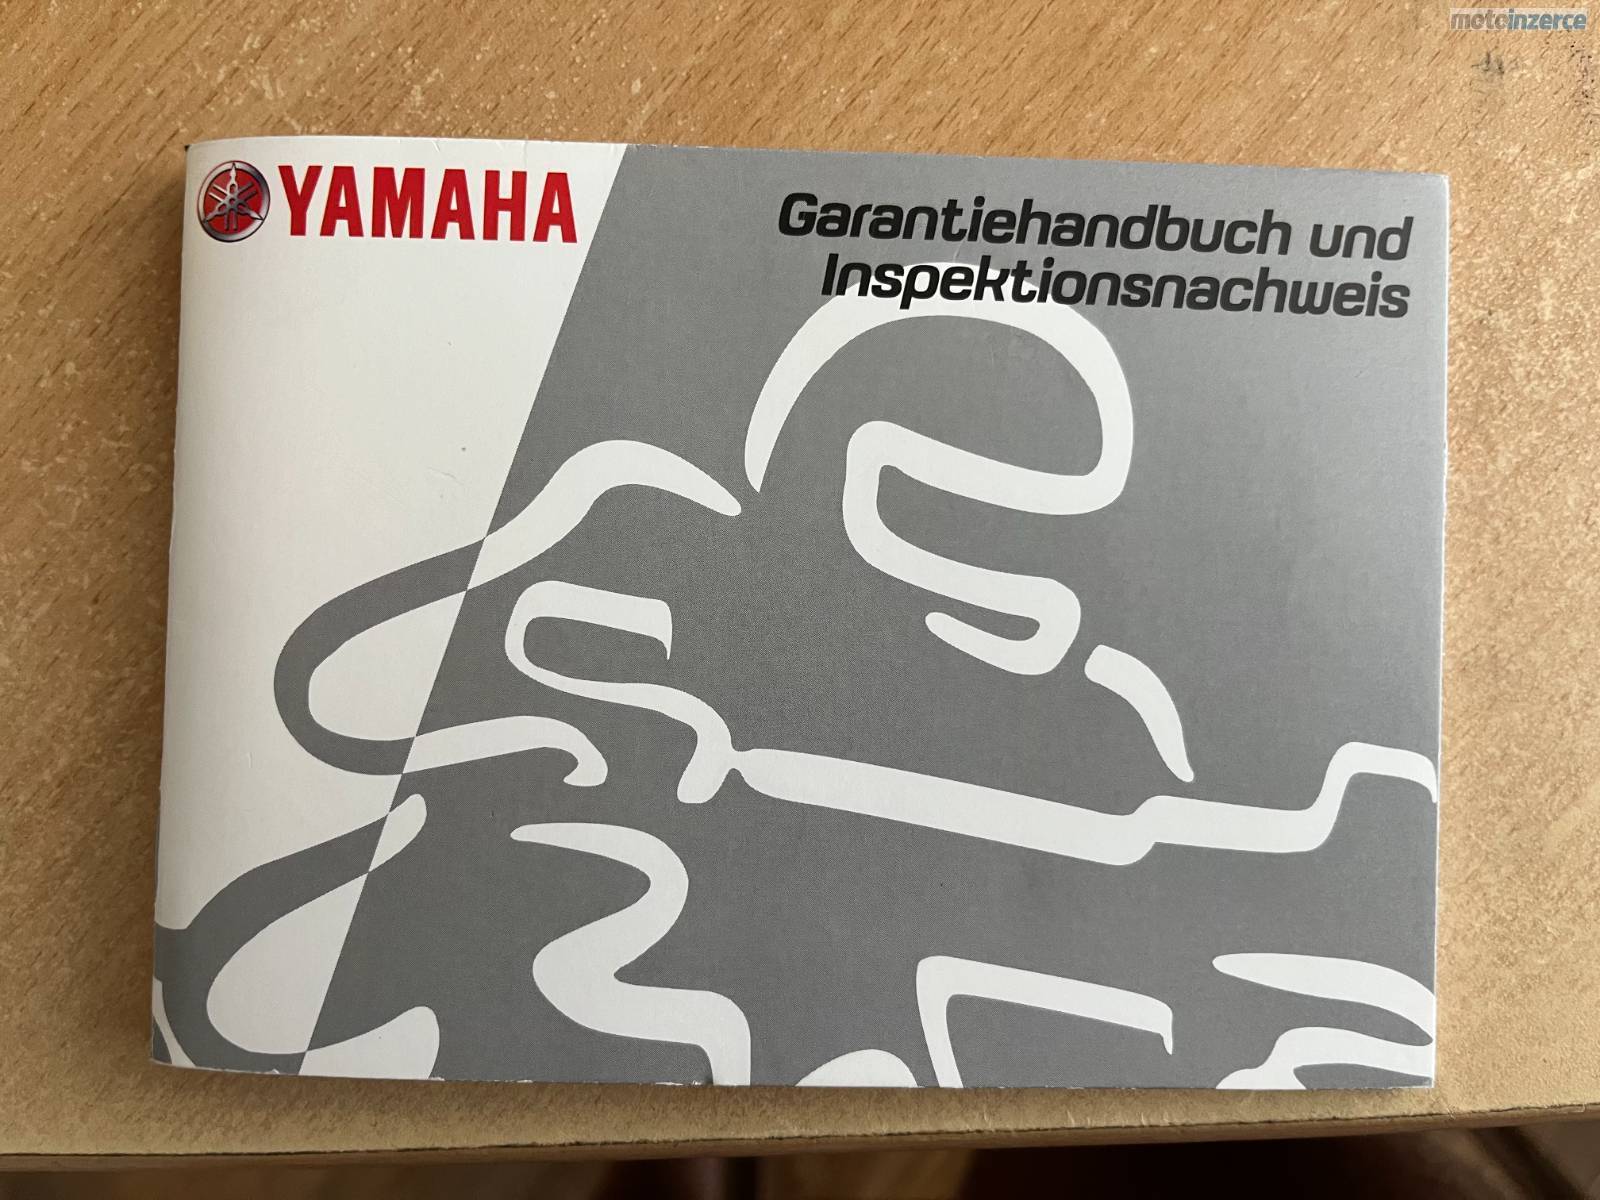 motoinzerce
YAMAHA
Garantiehandbuch und
Inspektionsnachweis